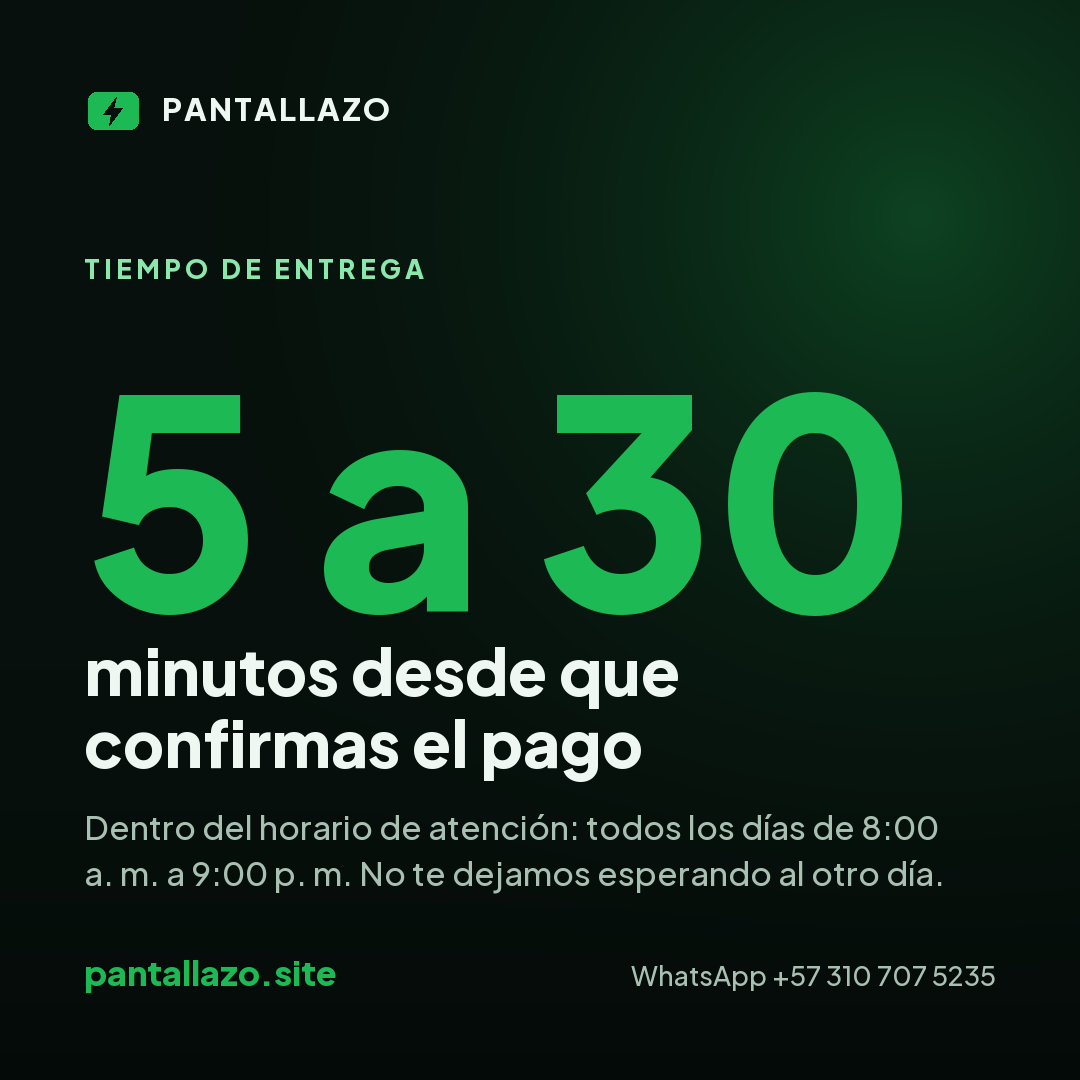 PANTALLAZO
TIEMPO DE ENTREGA
5 a 30
minutos desde que
confirmas el pago
Dentro del horario de atención: todos los días de 8:00
a. m. a 9:00 p. m. No te dejamos esperando al otro día.
pantallazo.site
WhatsApp +57 310 707 5235